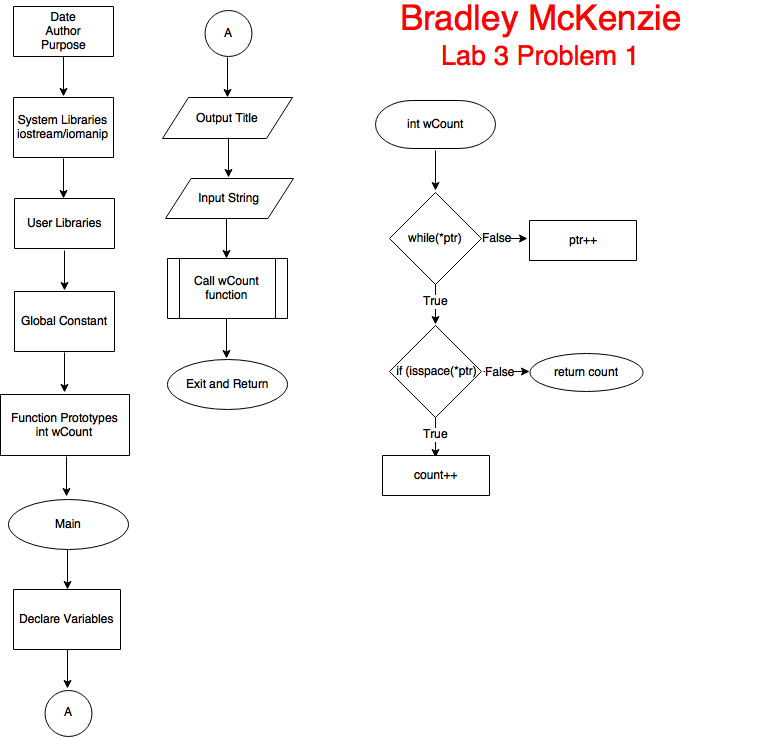 Bradley McKenzie
Lab 3 Problem 1
Date
Author
Purpose
System Libraries
iostream/iomanip
User Libraries
Global Constant
Function Prototypes
int wCount
Main
Declare Variables
A
A
Output Title
Input String
Call wCount
function
Exit and Return
int wCount
while(*ptr)
False
ptr++
True
if (isspace(*ptr)
False
return count
True
count++